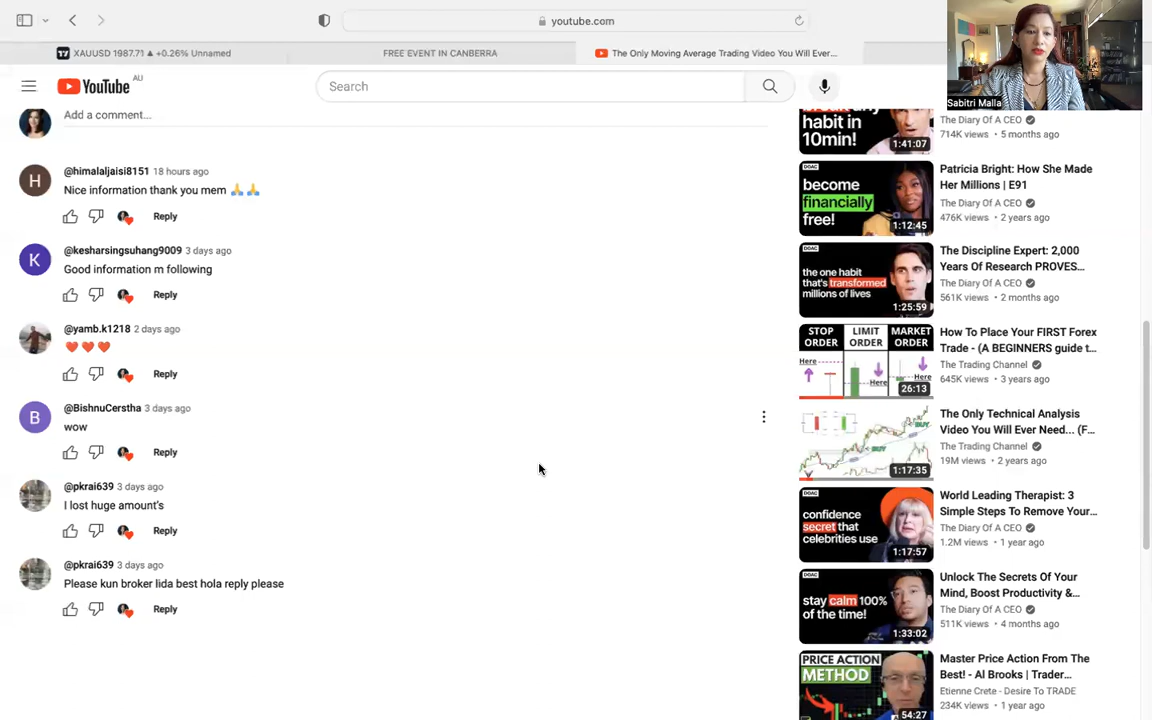 youtube.com
XAUUSD 1987.71 ▲ +0.26% Unnamed
FREE EVENT IN CANBERRA
The Only Moving Average Trading Video You Will Ever...
Sabitri Malla
YouTube AU
Search
Add a comment...
@himalaljaisi8151 18 hours ago
Nice information thank you mem 🙏🙏
Reply
@kesharsingsuhang9009 3 days ago
Good information m following
Reply
@yamb.k1218 2 days ago
❤️❤️❤️
Reply
@BishnuCerstha 3 days ago
wow
Reply
@pkrai639 3 days ago
I lost huge amount's
Reply
@pkrai639 3 days ago
Please kun broker lida best hola reply please
Reply
habit in
10min!
1:41:07
The Diary Of A CEO
714K views • 5 months ago
DOAC
become
financially
free!
1:12:45
Patricia Bright: How She Made
Her Millions | E91
The Diary Of A CEO
476K views • 2 years ago
DOAC
the one habit
that's transformed
millions of lives
1:25:59
The Discipline Expert: 2,000
Years Of Research PROVES...
The Diary Of A CEO
561K views • 2 months ago
STOP ORDER
LIMIT ORDER
MARKET ORDER
Here
Here
Here
26:13
How To Place Your FIRST Forex
Trade - (A BEGINNERS guide t...
The Trading Channel
645K views • 3 years ago
BUY
BUY
1:17:35
The Only Technical Analysis
Video You Will Ever Need... (F...
The Trading Channel
19M views • 2 years ago
DOAC
confidence
secret that
celebrities use
1:17:57
World Leading Therapist: 3
Simple Steps To Remove Your...
The Diary Of A CEO
1.2M views • 1 year ago
DOAC
stay calm 100%
of the time!
1:33:02
Unlock The Secrets Of Your
Mind, Boost Productivity &...
The Diary Of A CEO
511K views • 4 months ago
PRICE ACTION
METHOD
54:27
Master Price Action From The
Best! - Al Brooks | Trader...
Etienne Crete - Desire To TRADE
234K views • 1 year ago